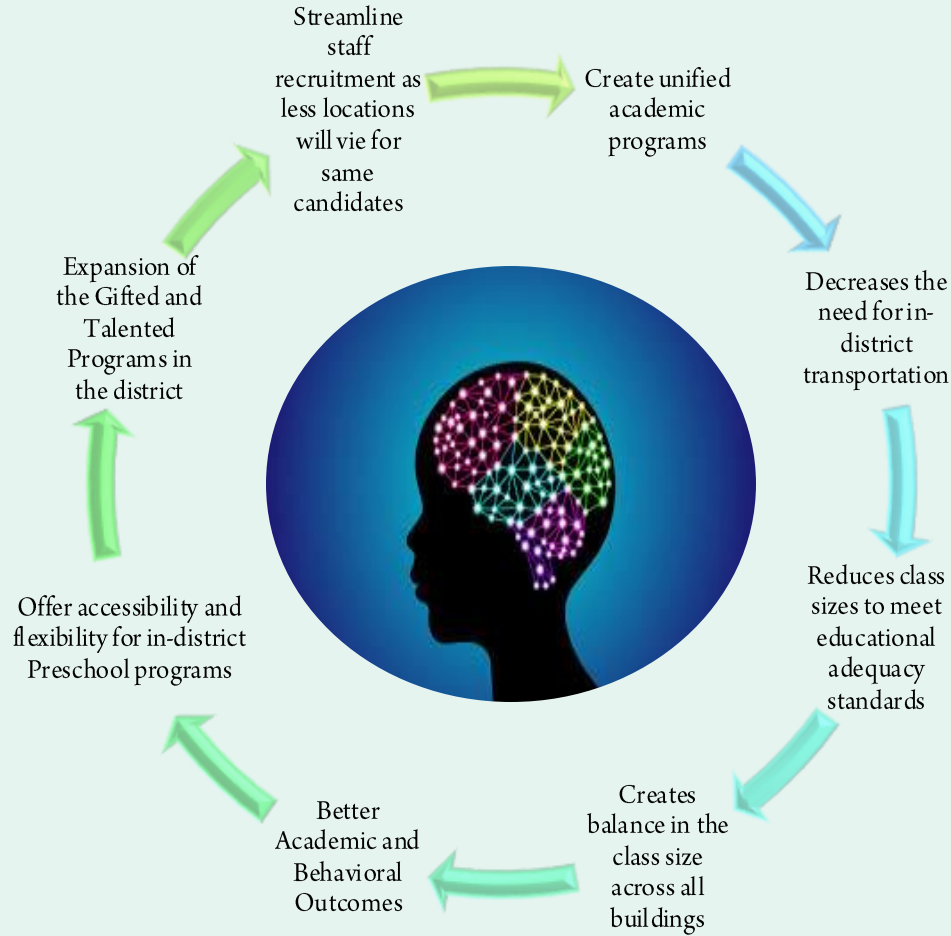 Streamline
staff
recruitment as
less locations
will vie for
same
candidates
Create unified
academic
programs
Decreases the
need for in-
district
transportation
Reduces class
sizes to meet
educational
adequacy
standards
Creates
balance in the
class size
across all
buildings
Better
Academic and
Behavioral
Outcomes
Offer accessibility and
flexibility for in-district
Preschool programs
Expansion of
the Gifted and
Talented
Programs in
the district